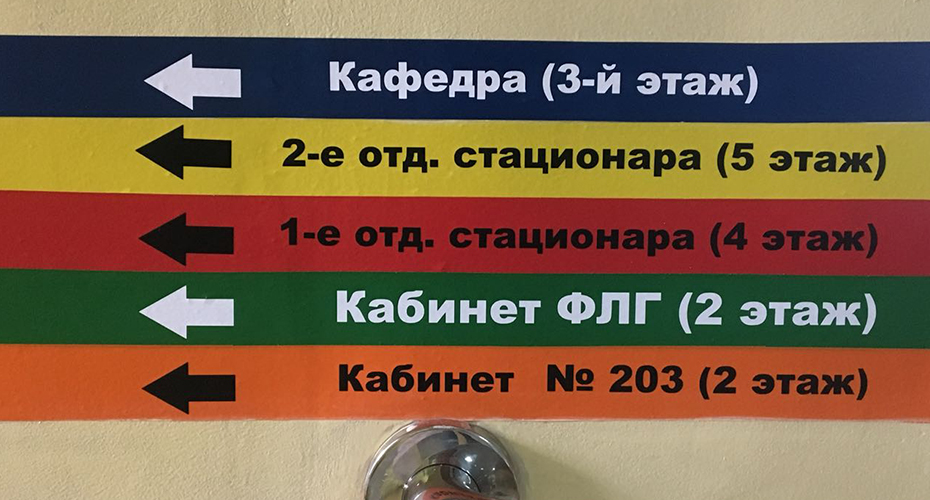 Кафедра (3-й этаж)
2-е отд. стационара (5 этаж)
1-е отд. стационара (4 этаж)
Кабинет ФЛГ (2 этаж)
Кабинет № 203 (2 этаж)